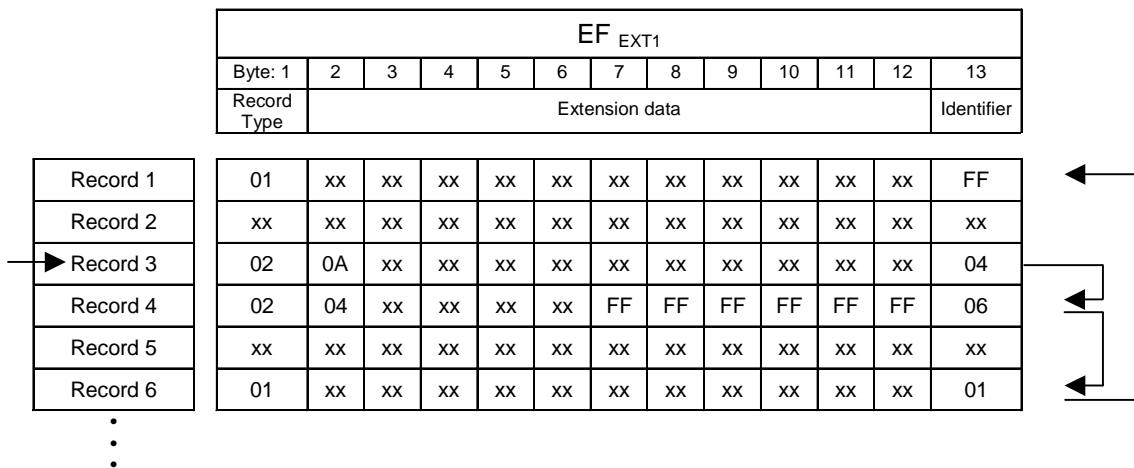 EF EXT1
Byte: 1 2 3 4 5 6 7 8 9 10 11 12 13
Record Type Extension data Identifier
Record 1 01 xx xx xx xx xx xx xx xx xx xx xx FF
Record 2 xx xx xx xx xx xx xx xx xx xx xx xx xx
Record 3 02 0A xx xx xx xx xx xx xx xx xx xx 04
Record 4 02 04 xx xx xx xx FF FF FF FF FF FF 06
Record 5 xx xx xx xx xx xx xx xx xx xx xx xx xx
Record 6 01 xx xx xx xx xx xx xx xx xx xx xx 01